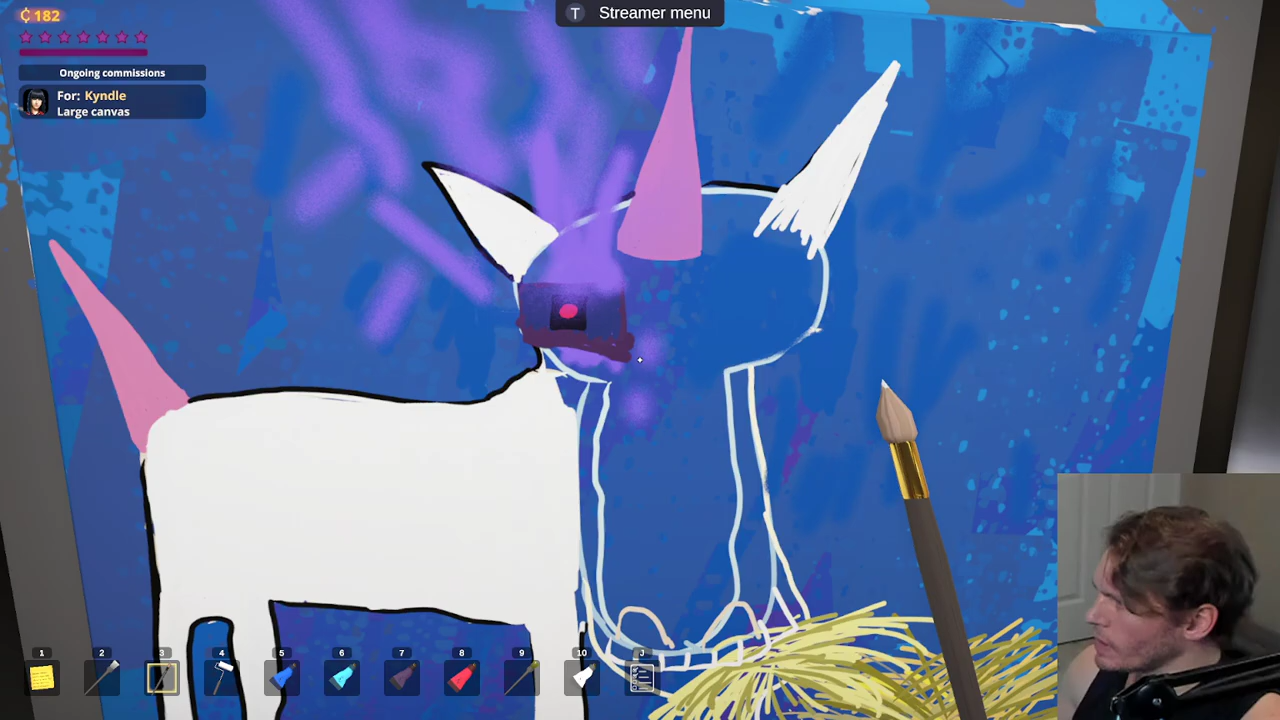 ₵ 182
T Streamer menu
Ongoing commissions
For: Kyndle
Large canvas
1 2 3 4 5 6 7 8 9 10 J